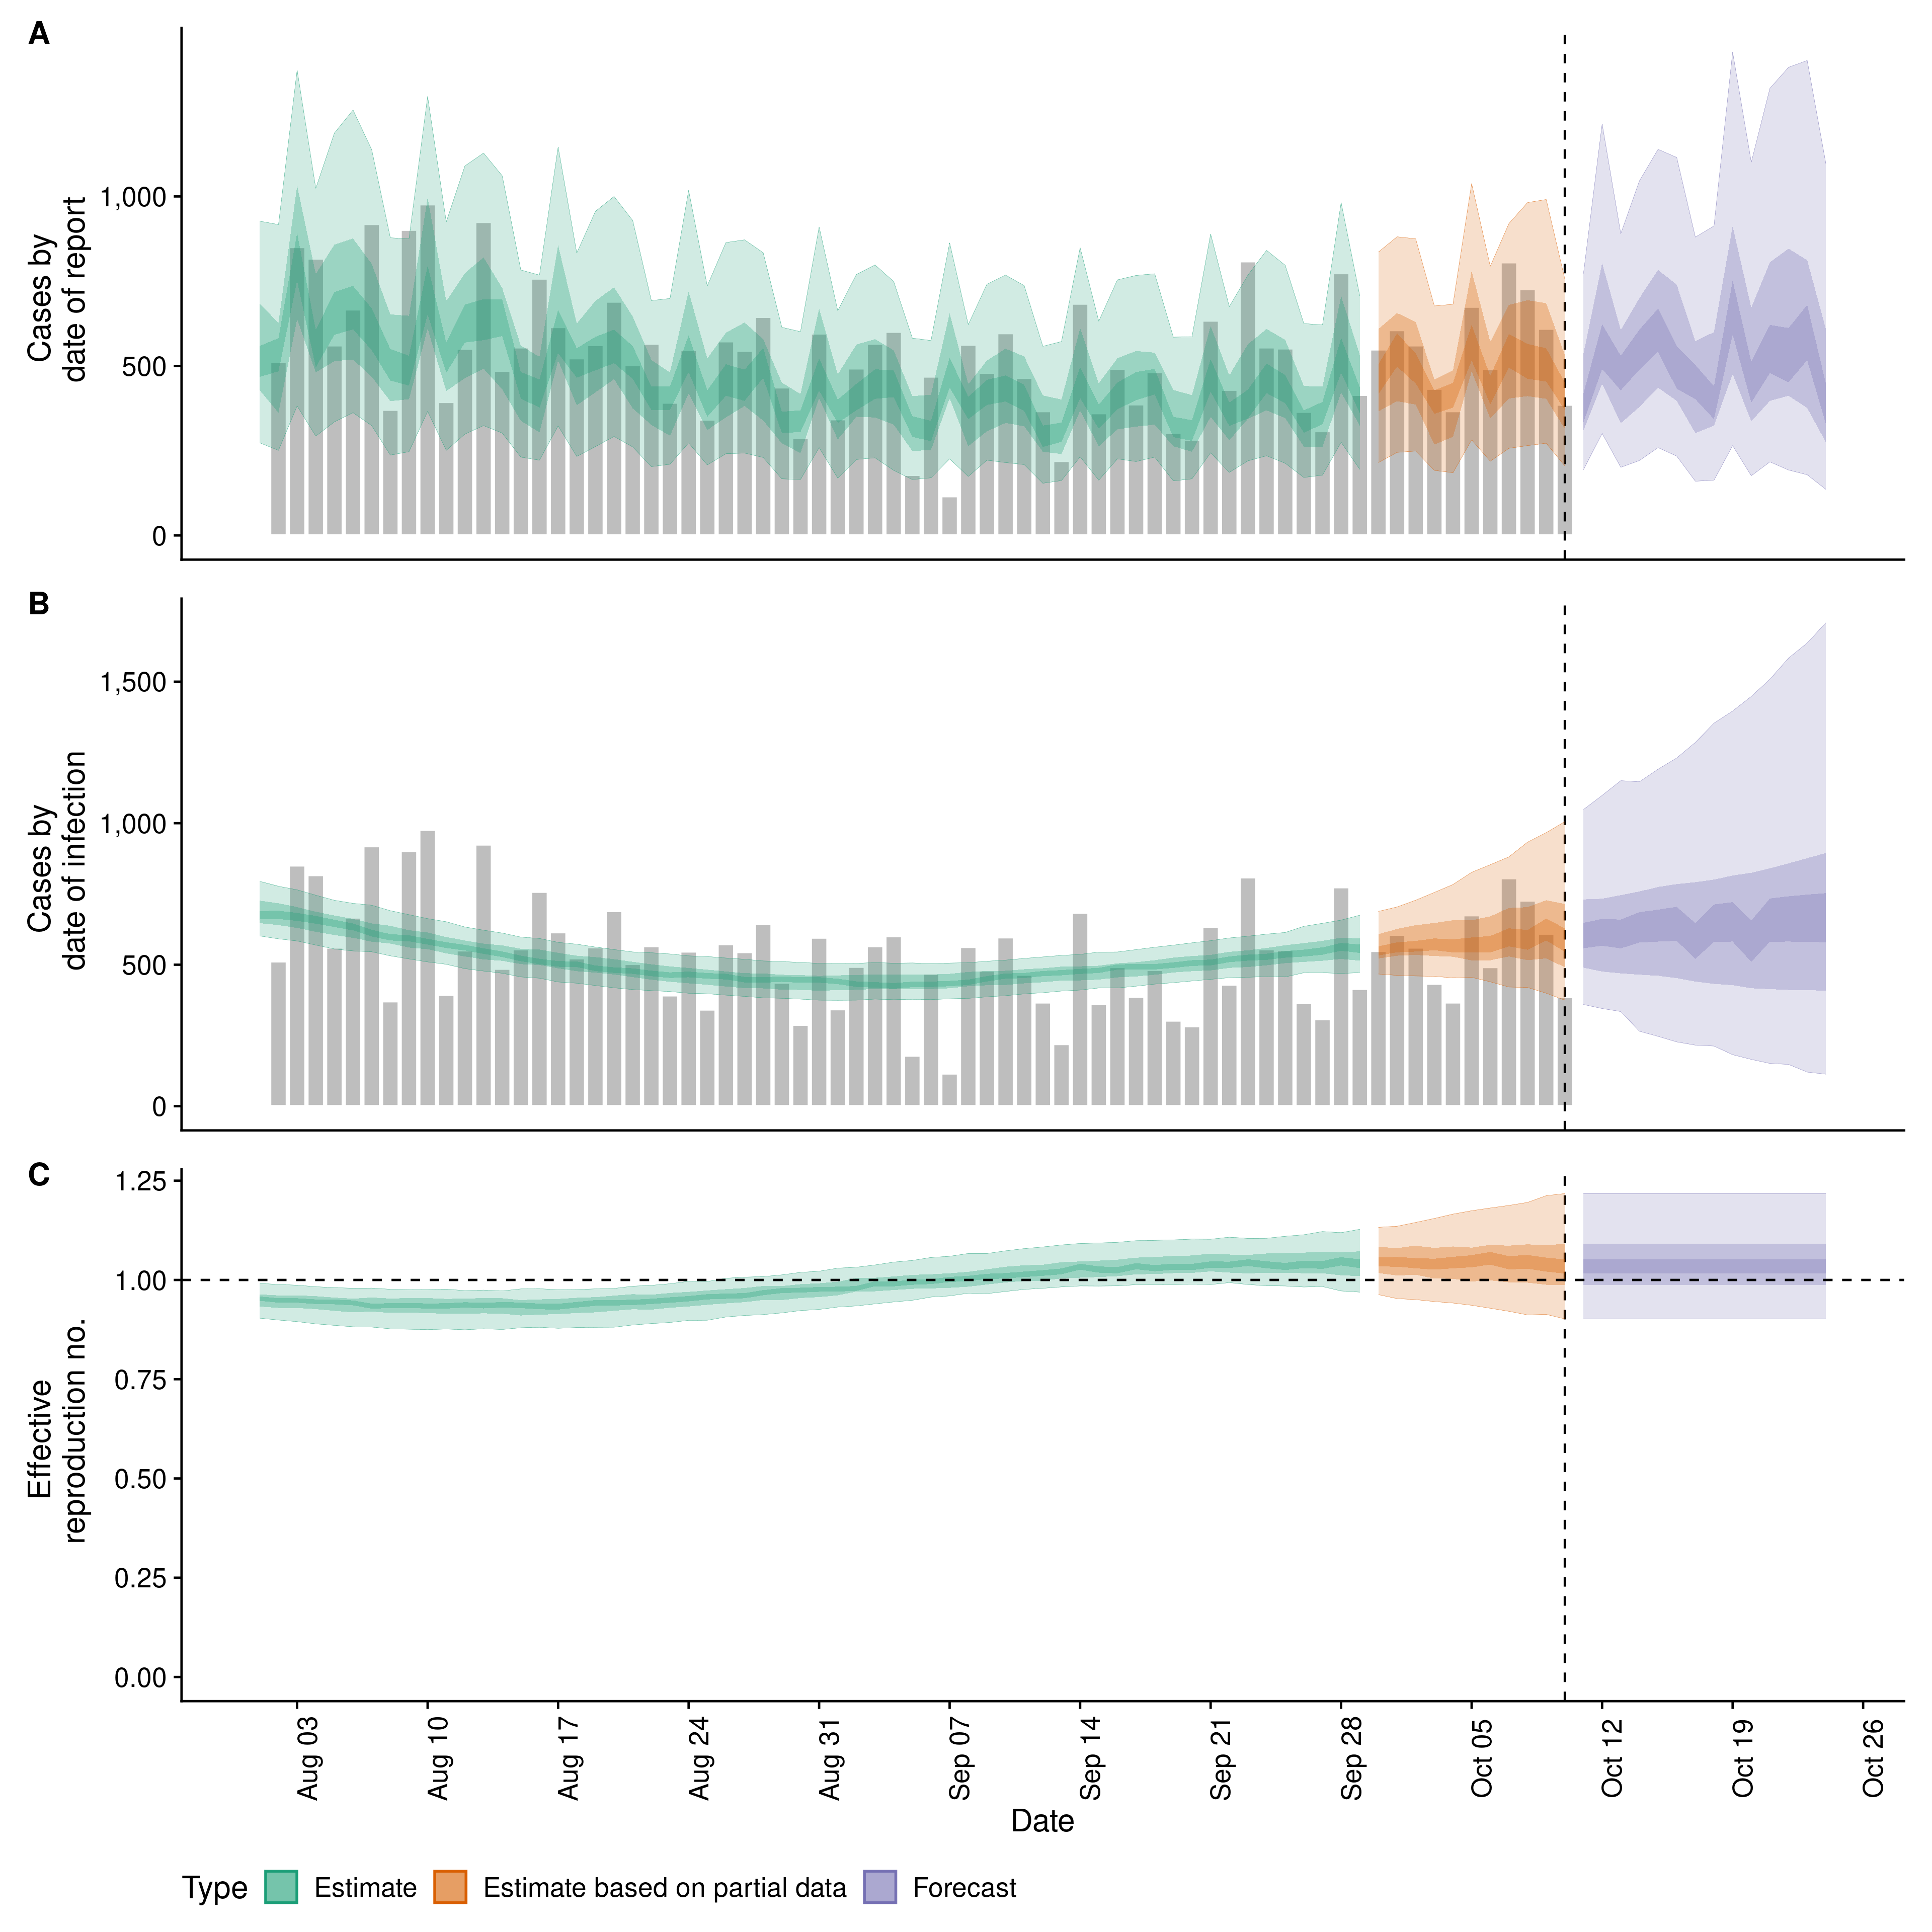 A
Cases by
date of report
1,000
500
0
B
Cases by
date of infection
1,500
1,000
500
0
C
Effective
reproduction no.
1.25
1.00
0.75
0.50
0.25
0.00
Aug 03
Aug 10
Aug 17
Aug 24
Aug 31
Sep 07
Sep 14
Sep 21
Sep 28
Oct 05
Oct 12
Oct 19
Oct 26
Date
Type Estimate Estimate based on partial data Forecast